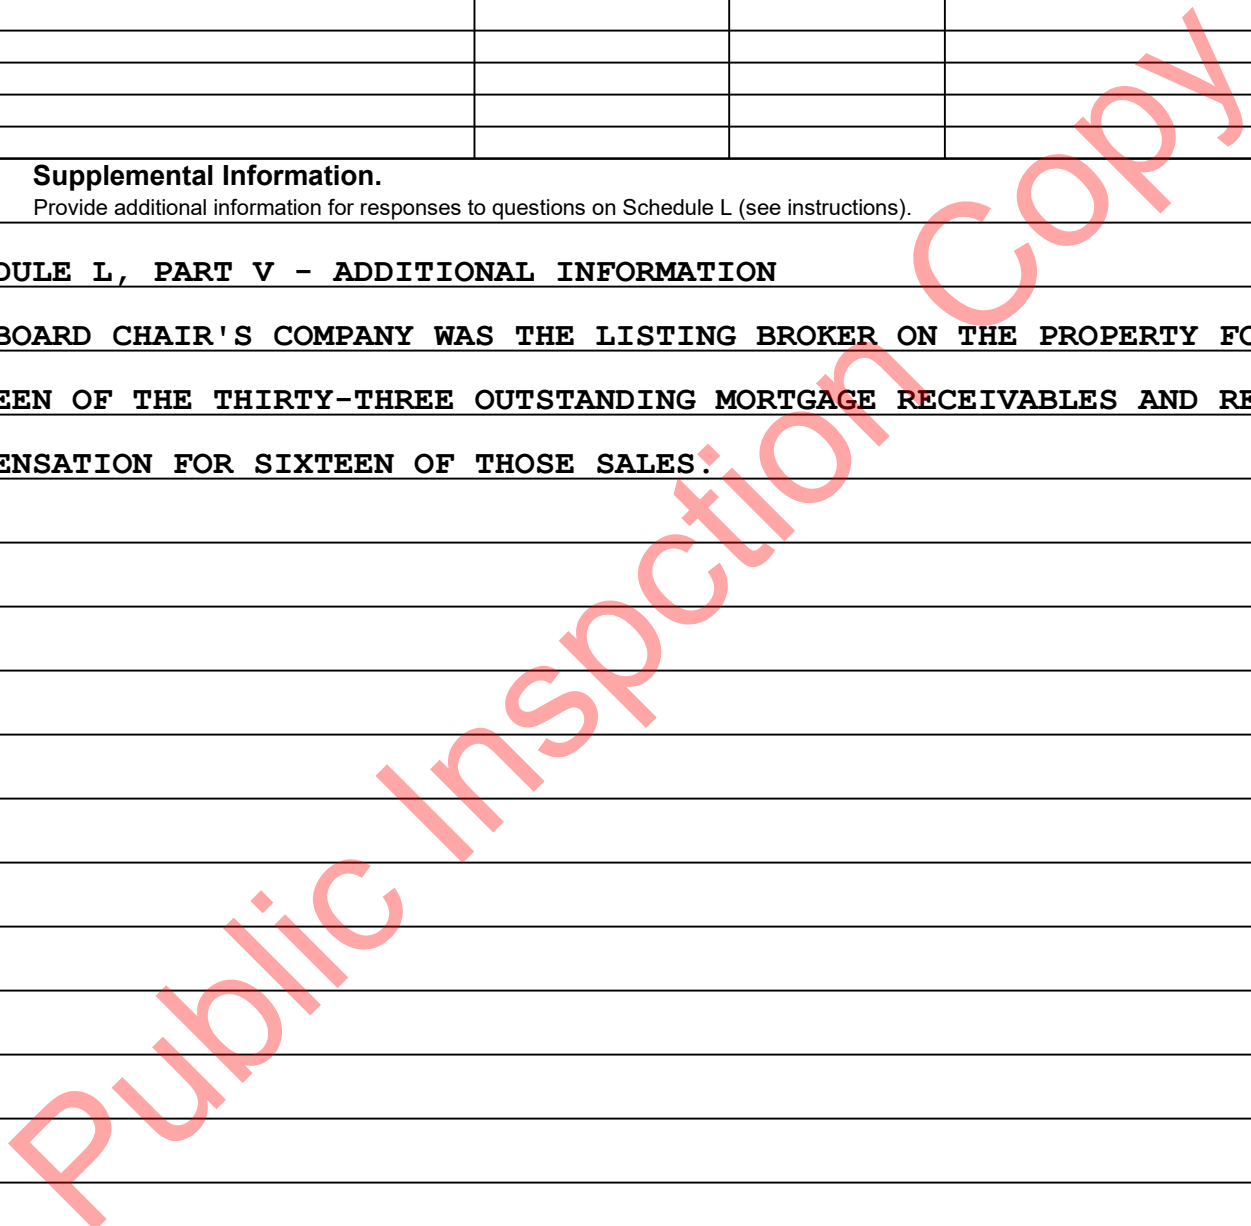 Supplemental Information.
Provide additional information for responses to questions on Schedule L (see instructions).
DULE L, PART V - ADDITIONAL INFORMATION
BOARD CHAIR'S COMPANY WAS THE LISTING BROKER ON THE PROPERTY FO
EEN OF THE THIRTY-THREE OUTSTANDING MORTGAGE RECEIVABLES AND RE
ENSATION FOR SIXTEEN OF THOSE SALES.
Public Inspction Copy